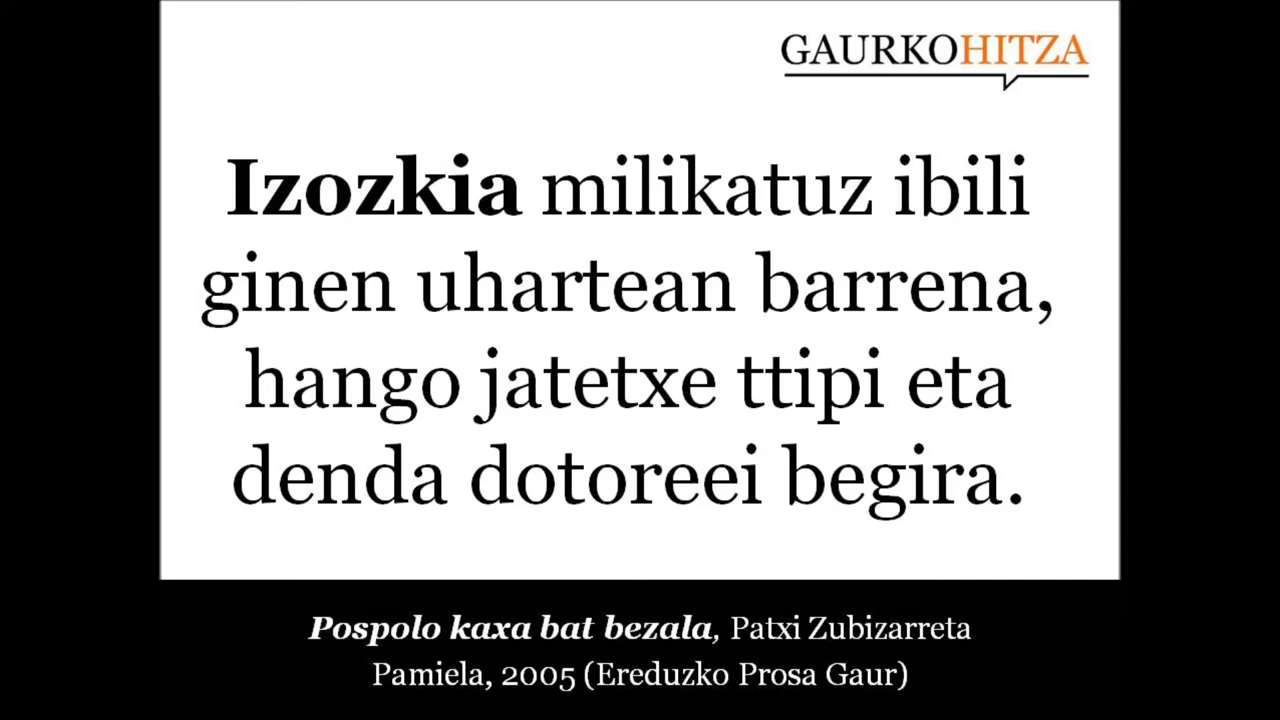 GAURKOHITZA
Izozkia milikatuz ibili
ginen uhartean barrena,
hango jatetxe ttipi eta
denda dotoreei begira.
Pospolo kaxa bat bezala, Patxi Zubizarreta
Pamiela, 2005 (Ereduzko Prosa Gaur)